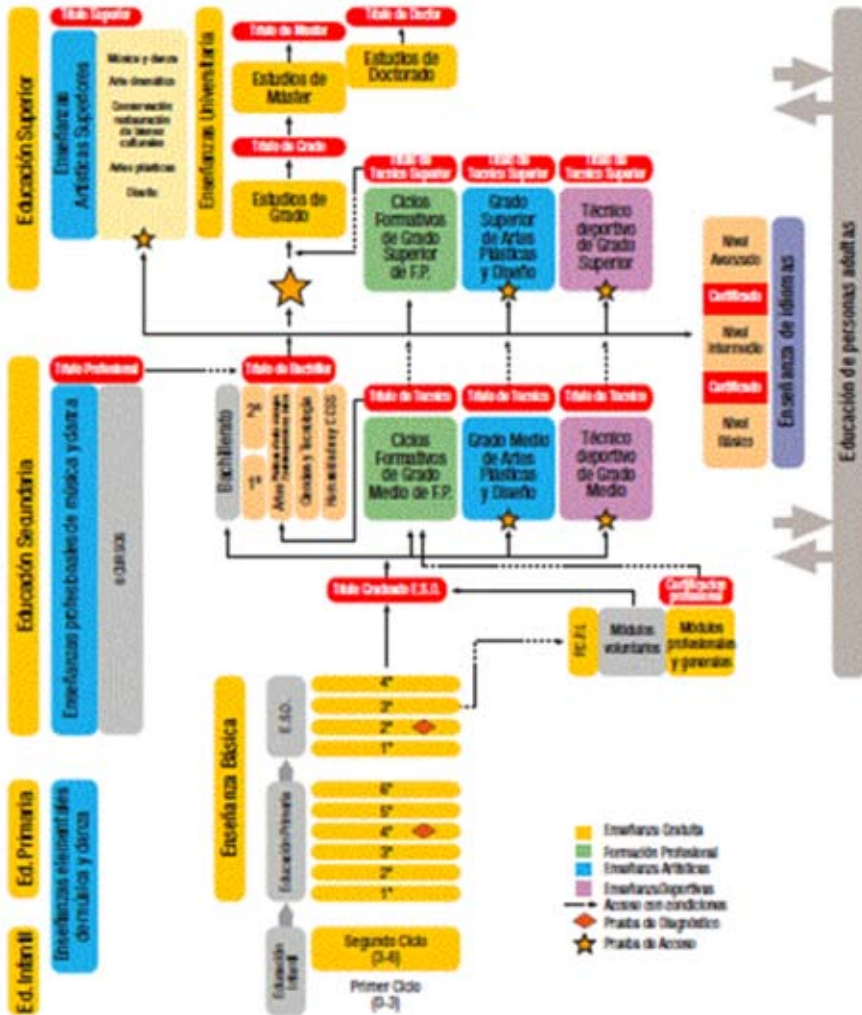 Educación Superior
Título Superior
Enseñanzas
Artísticas Superiores
Música y danza
Arte dramático
Conservación
restauración
de bienes
culturales
Artes plásticas
Diseño
Enseñanzas Universitaria
Título de Máster
Título de Doctor
Estudios de
Máster
Estudios de
Doctorado
Título de Grado
Estudios de
Grado
Título de
Técnico Superior
Título de
Técnico Superior
Título de
Técnico Superior
Ciclos
Formativos
de Grado
Superior
de F.P.
Grado
Superior
de Artes
Plásticas
y Diseño
Técnico
deportivo
de Grado
Superior
Nivel
Avanzado
Certificado
Nivel
Intermedio
Certificado
Nivel
Básico
Enseñanza de idiomas
Educación de personas adultas
Educación Secundaria
Título Profesional
Enseñanzas profesionales de música y danza
6 CURSOS
Título de Bachiller
Bachillerato
2º
1º
Ciencias y Tecnología
Humanidades y CCSS
Título de Técnico
Título de Técnico
Título de Técnico
Ciclos
Formativos
de Grado
Medio de F.P.
Grado Medio
de Artes
Plásticas
y Diseño
Técnico
deportivo
de Grado
Medio
Título Graduado E.S.O.
Certificación
profesional
P.C.P.I.
Módulos
voluntarios
Módulos
profesionales
y generales
Enseñanza Básica
E.S.O.
4º
3º
2º
1º
Ed. Primaria
Enseñanzas elementales
de música y danza
Educación Primaria
6º
5º
4º
3º
2º
1º
Ed. Infantil
Educación
Infantil
Segundo Ciclo
(3-6)
Primer Ciclo
(0-3)
Enseñanza Gratuita
Formación Profesional
Enseñanza Artísticas
Enseñanza Deportivas
Acceso con condiciones
Prueba de Diagnóstico
Prueba de Acceso